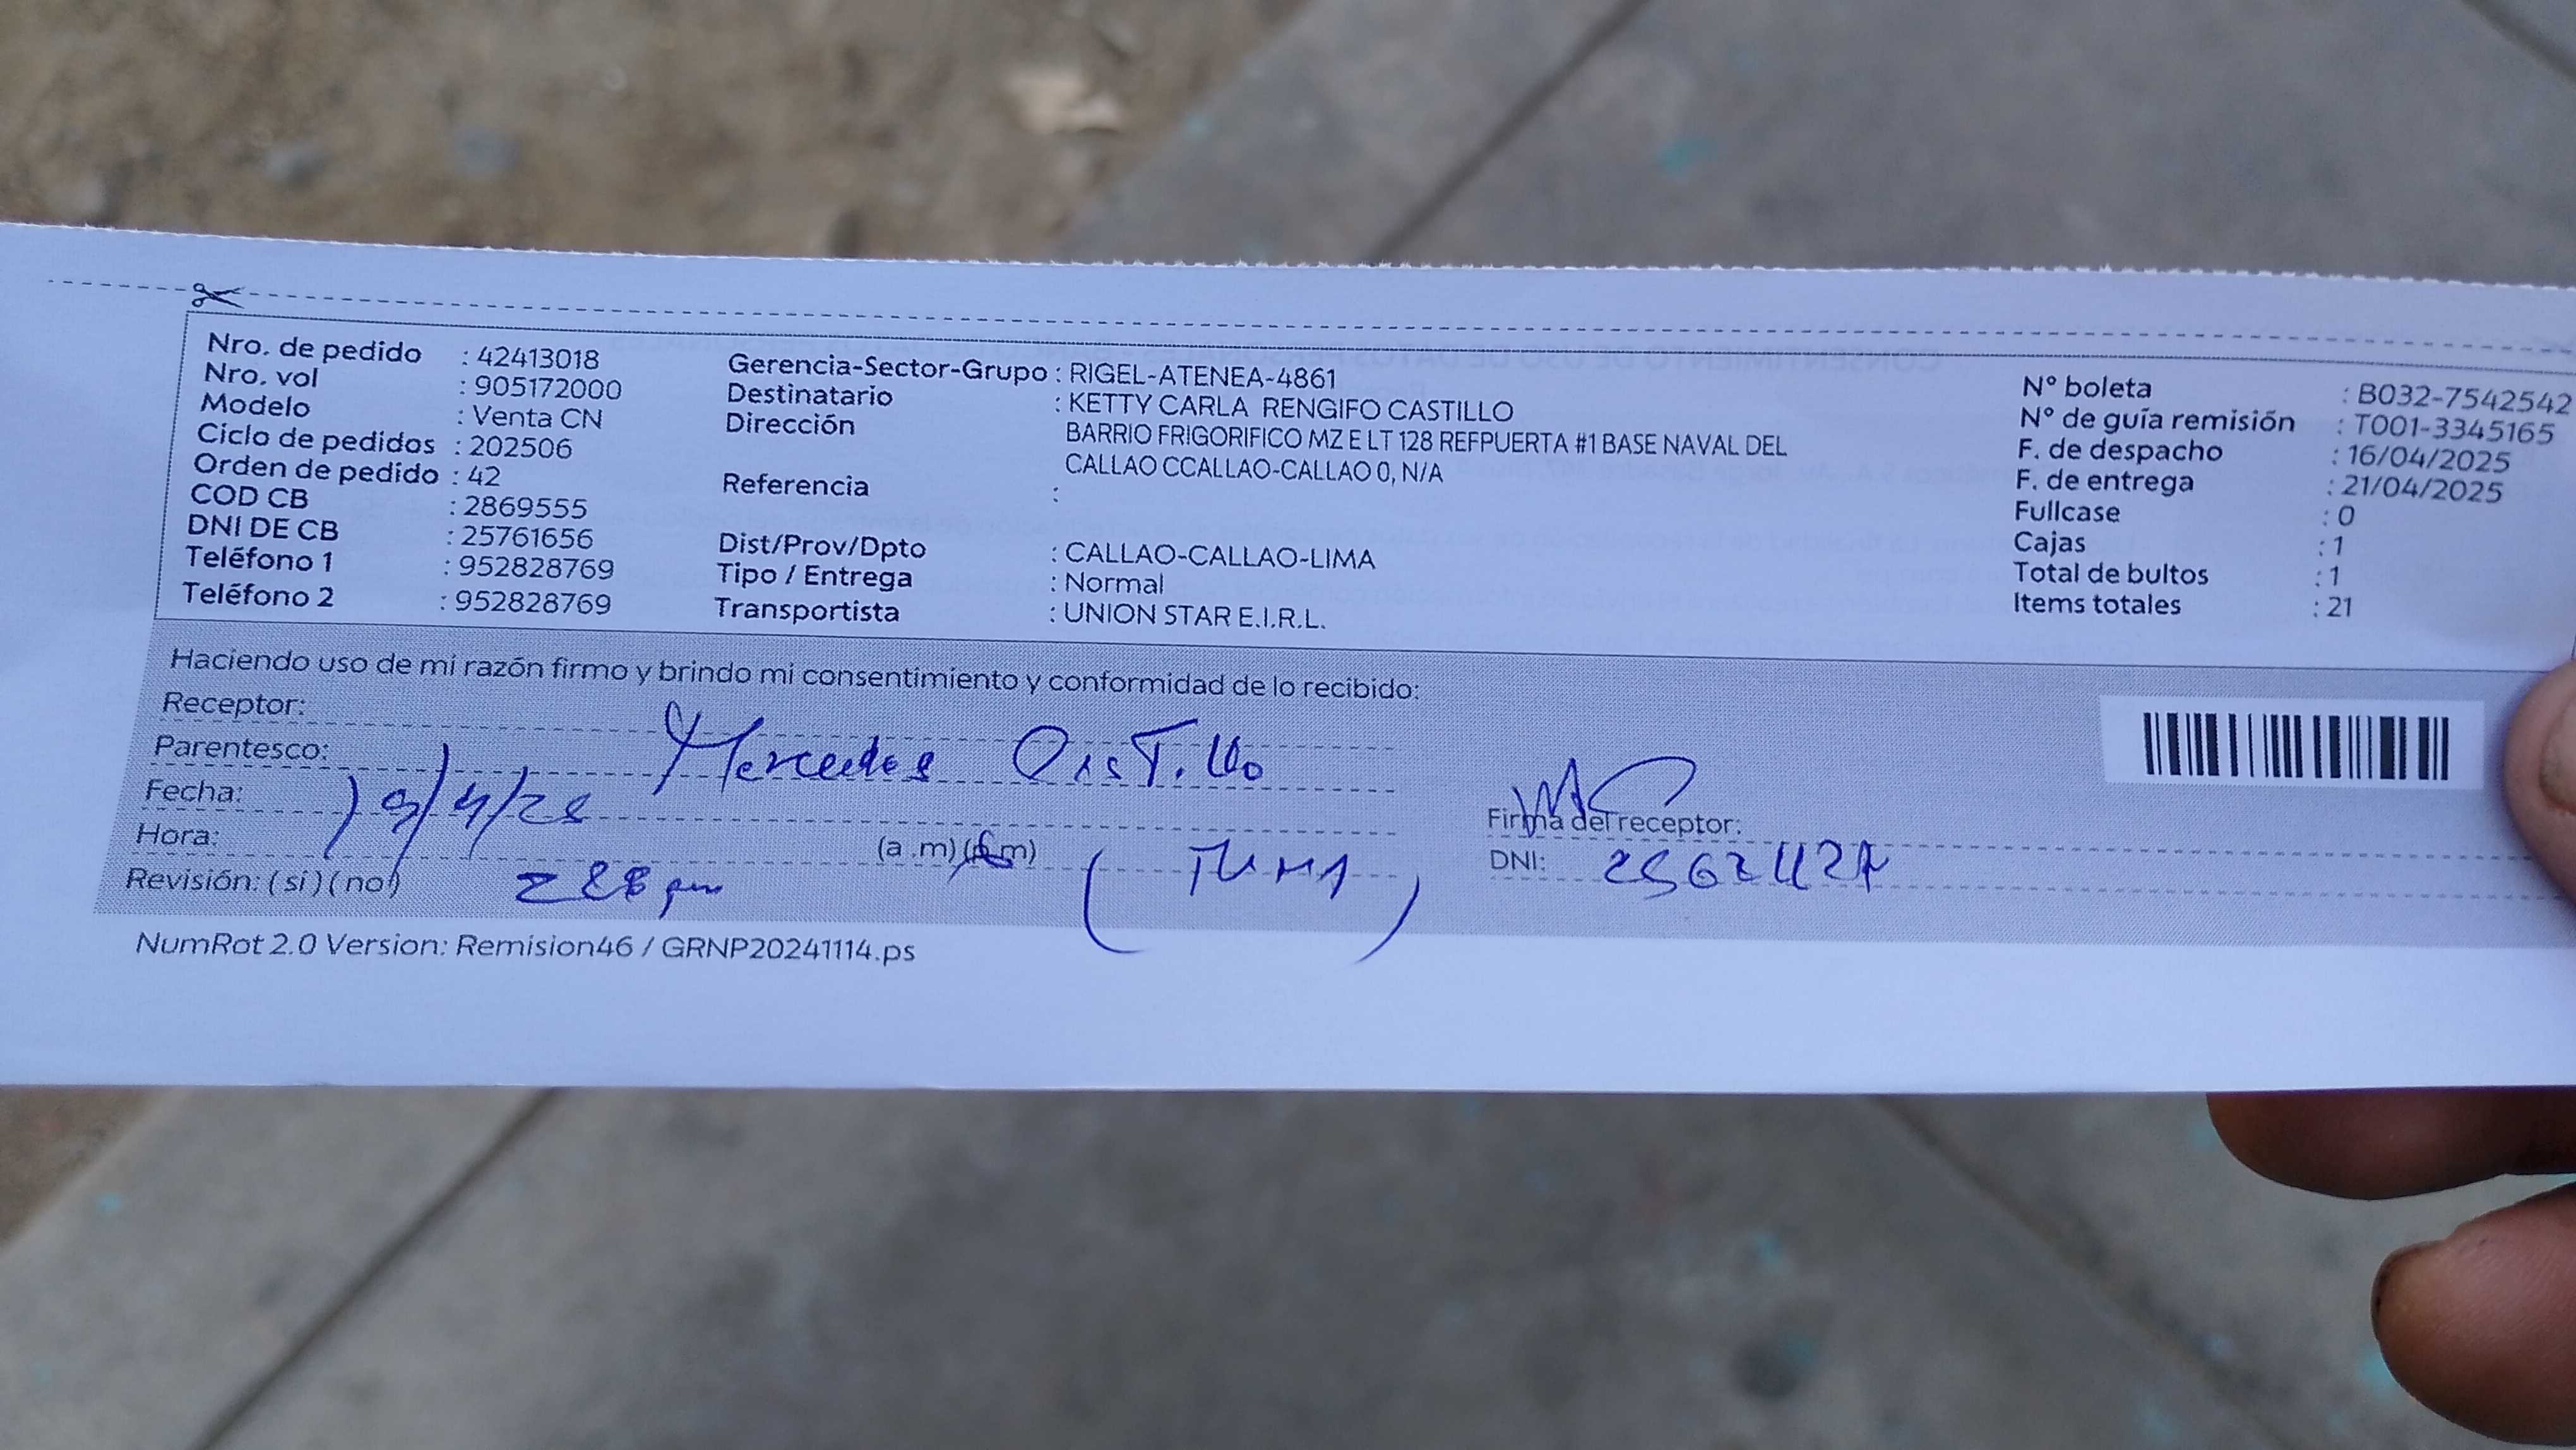 Nro. de pedido : 42413018
Nro. vol : 905172000
Modelo : Venta CN
Ciclo de pedidos : 202506
Orden de pedido : 42
COD CB : 2869555
DNI DE CB : 25761656
Teléfono 1 : 952828769
Teléfono 2 : 952828769
Gerencia-Sector-Grupo : RIGEL-ATENEA-4861
Destinatario : KETTY CARLA RENGIFO CASTILLO
Dirección BARRIO FRIGORIFICO MZ E LT 128 REFPUERTA #1 BASE NAVAL DEL
CALLAO CCALLAO-CALLAO 0, N/A
Referencia :
Dist/Prov/Dpto : CALLAO-CALLAO-LIMA
Tipo / Entrega : Normal
Transportista : UNION STAR E.I.R.L.
N° boleta : B032-7542542
N° de guía remisión : T001-3345165
F. de despacho : 16/04/2025
F. de entrega : 21/04/2025
Fullcase : 0
Cajas : 1
Total de bultos : 1
Items totales : 21
Haciendo uso de mi razón firmo y brindo mi consentimiento y conformidad de lo recibido:
Receptor:
Mercedes
Parentesco:
Fecha: 19/4/25
Hora: (a .m) ( m)
Revisión: ( si ) ( no ) 228 pm
Firma del receptor:
DNI:
NumRot 2.0 Version: Remision46 / GRNP20241114.ps